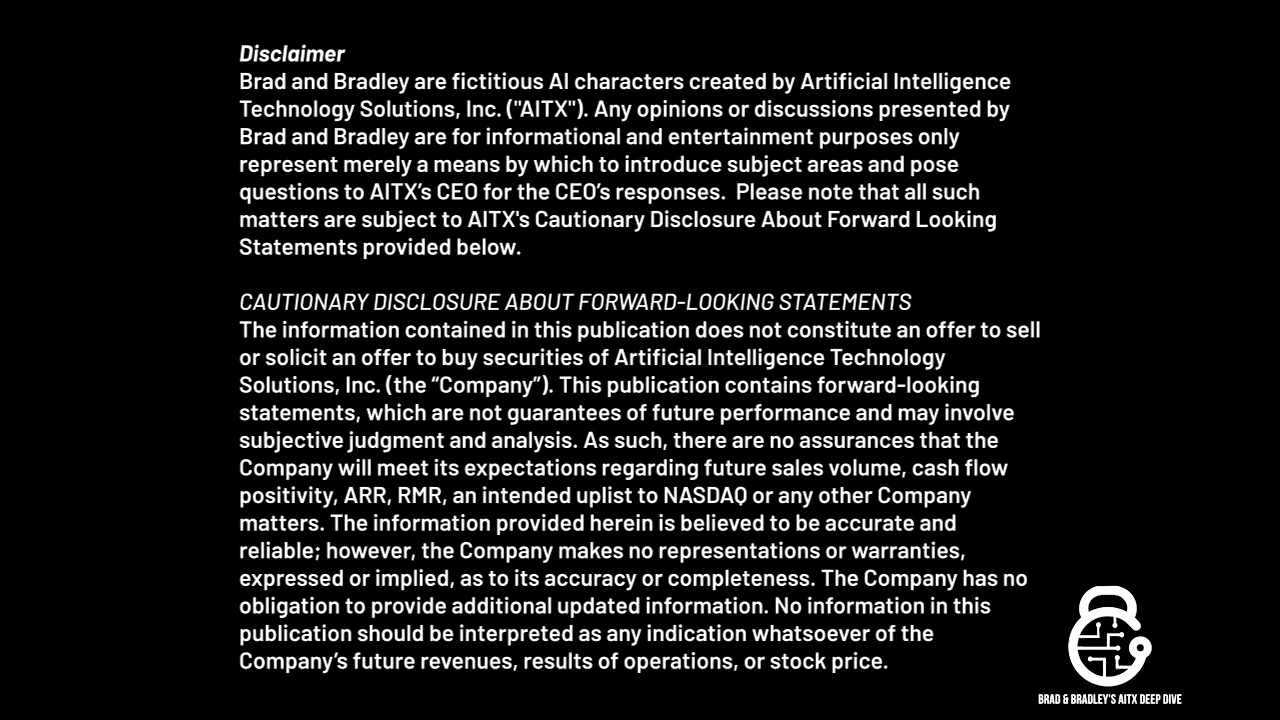 Disclaimer
Brad and Bradley are fictitious AI characters created by Artificial Intelligence
Technology Solutions, Inc. ("AITX"). Any opinions or discussions presented by
Brad and Bradley are for informational and entertainment purposes only
represent merely a means by which to introduce subject areas and pose
questions to AITX’s CEO for the CEO’s responses.  Please note that all such
matters are subject to AITX's Cautionary Disclosure About Forward Looking
Statements provided below.
CAUTIONARY DISCLOSURE ABOUT FORWARD-LOOKING STATEMENTS
The information contained in this publication does not constitute an offer to sell
or solicit an offer to buy securities of Artificial Intelligence Technology
Solutions, Inc. (the “Company”). This publication contains forward-looking
statements, which are not guarantees of future performance and may involve
subjective judgment and analysis. As such, there are no assurances that the
Company will meet its expectations regarding future sales volume, cash flow
positivity, ARR, RMR, an intended uplist to NASDAQ or any other Company
matters. The information provided herein is believed to be accurate and
reliable; however, the Company makes no representations or warranties,
expressed or implied, as to its accuracy or completeness. The Company has no
obligation to provide additional updated information. No information in this
publication should be interpreted as any indication whatsoever of the
Company’s future revenues, results of operations, or stock price.
BRAD & BRADLEY'S AITX DEEP DIVE